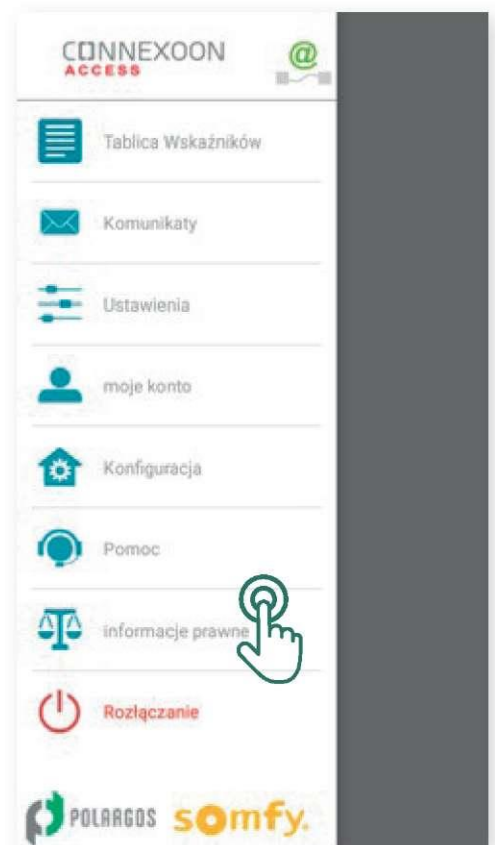 CONNEXOON
ACCESS
@
Tablica Wskaźników
Komunikaty
Ustawienia
moje konto
Konfiguracja
Pomoc
informacje prawne
Rozłączanie
POLARGOS somfy.